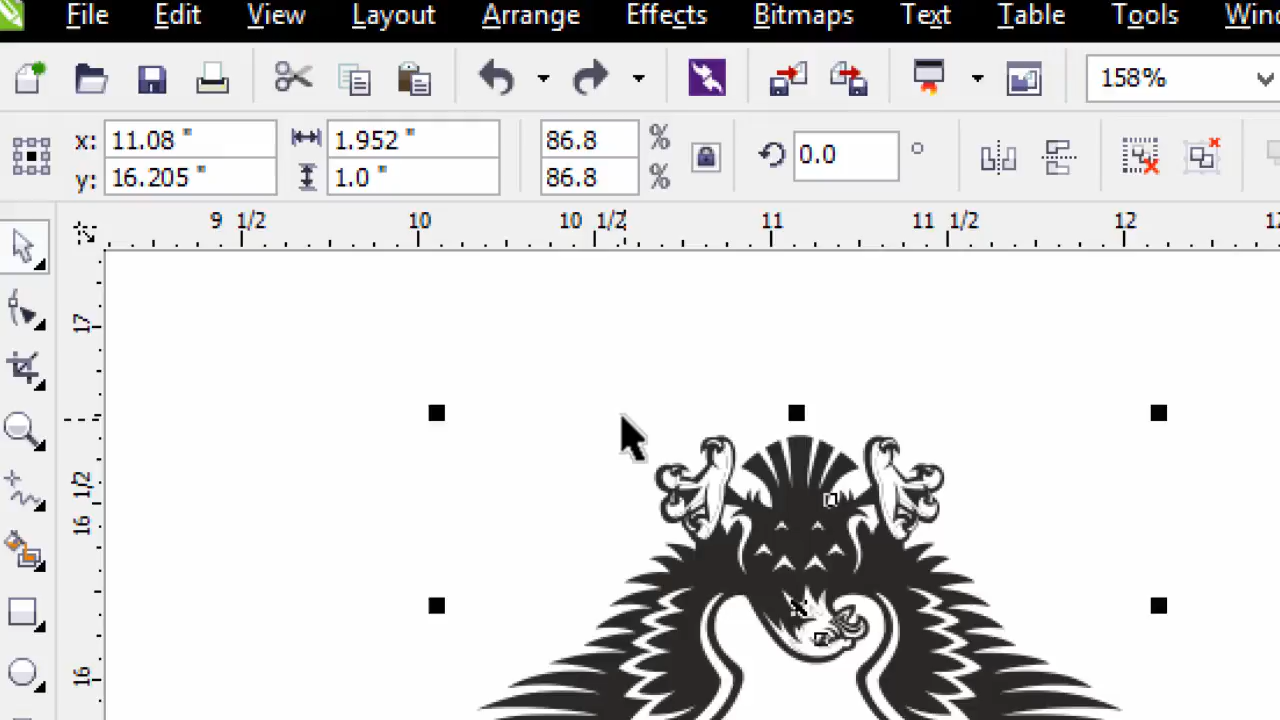 File Edit View Layout Arrange Effects Bitmaps Text Table Tools
158%
x: 11.08 " 1.952 " 86.8 %
y: 16.205 " 1.0 " 86.8 % 0.0 °
9 1/2 10 10 1/2 11 11 1/2 12
17
16 1/2
16